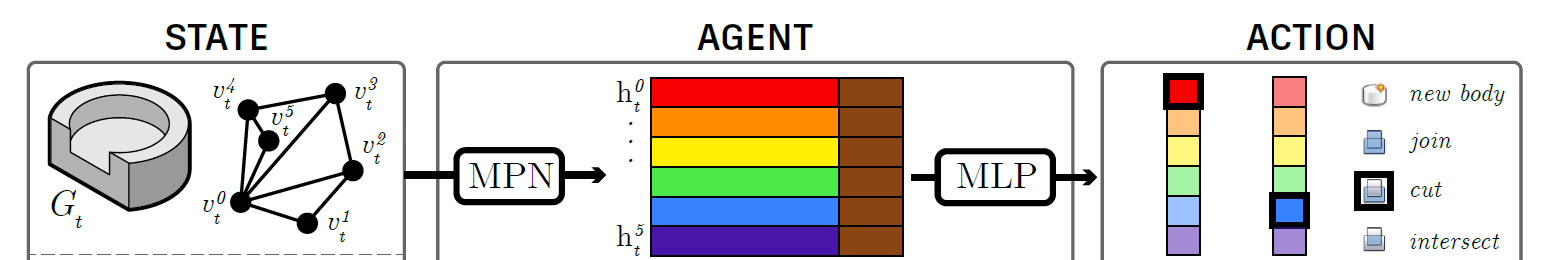 STATE
AGENT
ACTION
G_t
v_t^4
v_t^3
v_t^5
v_t^2
v_t^0
v_t^1
MPN
h_t^0
.
.
.
h_t^5
MLP
new body
join
cut
intersect